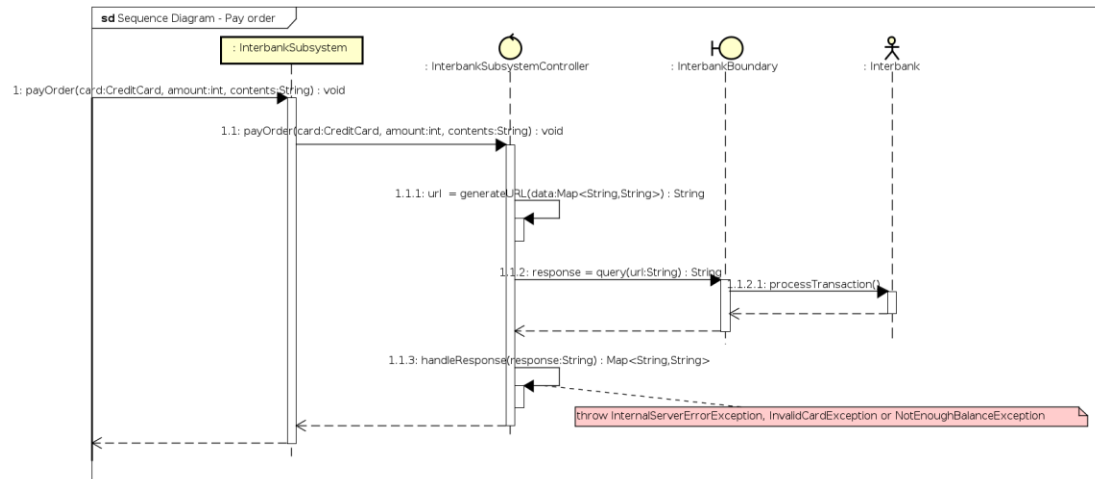 sd Sequence Diagram - Pay order
: InterbankSubsystem
: InterbankSubsystemController
: InterbankBoundary
: Interbank
1: payOrder(card:CreditCard, amount:int, contents:String) : void
1.1: payOrder(card:CreditCard, amount:int, contents:String) : void
1.1.1: url = generateURL(data:Map<String,String>) : String
1.1.2: response = query(url:String) : String
1.1.2.1: processTransaction()
1.1.3: handleResponse(response:String) : Map<String,String>
throw InternalServerErrorException, InvalidCardException or NotEnoughBalanceException